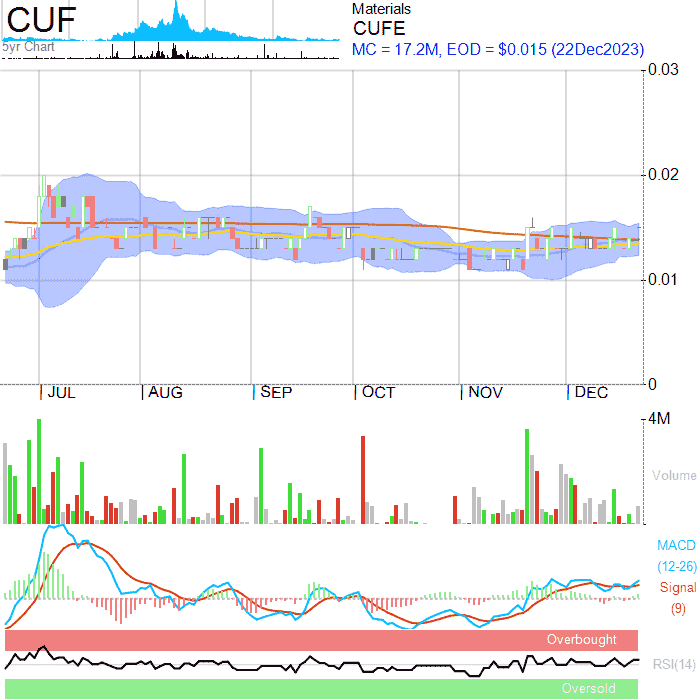 CUF
5yr Chart
Materials
CUFE
MC = 17.2M, EOD = $0.015 (22Dec2023)
0.03
0.02
0.01
0
JUL AUG SEP OCT NOV DEC
4M
Volume
MACD
(12-26)
Signal
(9)
Overbought
RSI(14)
Oversold